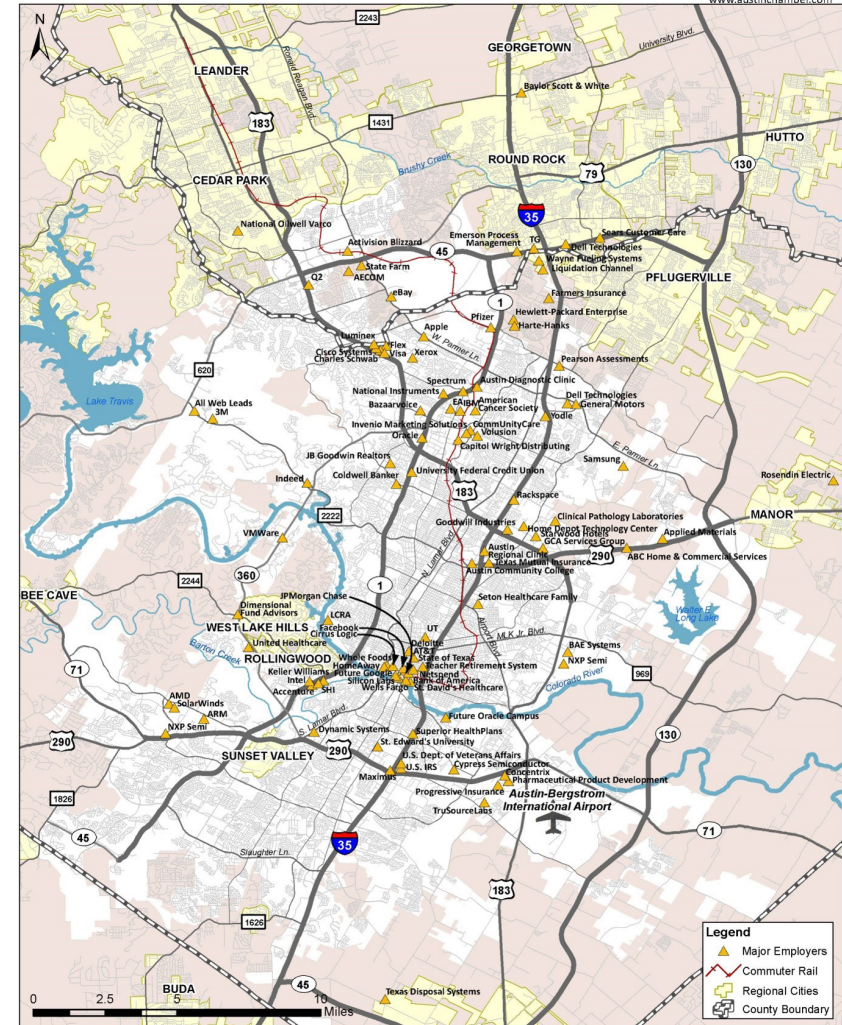 www.austinchamber.com
N
2243
GEORGETOWN
University Blvd.
LEANDER
Ronald Reagan Blvd.
Baylor Scott & White
183
1431
HUTTO
Brushy Creek
ROUND ROCK
79
130
CEDAR PARK
35
National Oilwell Varco
Activision Blizzard
45
Emerson Process
Management
TG
Sears Customer Care
Dell Technologies
Wayne Fueling Systems
Liquidation Channel
State Farm
AECOM
Q2
eBay
PFLUGERVILLE
Farmers Insurance
1
Pfizer
Hewlett-Packard Enterprise
Harte-Hanks
Luminex
Apple
W. Parmer Ln.
Flex
Cisco Systems
Visa
Charles Schwab
Xerox
Pearson Assessments
620
Lake Travis
Spectrum
Austin Diagnostic Clinic
National Instruments
All Web Leads
3M
Bazaarvoice
EA
IBM
American
Cancer Society
Dell Technologies
General Motors
Yodle
Invenio Marketing Solutions
CommUnityCare
Volusion
Oracle
Capitol Wright Distributing
E. Parmer Ln.
JB Goodwin Realtors
Samsung
Coldwell Banker
University Federal Credit Union
Indeed
Rosendin Electric
183
Rackspace
2222
MANOR
Clinical Pathology Laboratories
Goodwill Industries
Home Depot Technology Center
Starwood Hotels
GCA Services Group
Applied Materials
VMWare
N. Lamar Blvd.
Austin
Regional Clinic
290
ABC Home & Commercial Services
Texas Mutual Insurance
Austin Community College
360
2244
1
BEE CAVE
JPMorgan Chase
Seton Healthcare Family
Dimensional
Fund Advisors
Walter E.
Long Lake
Airport Blvd.
LCRA
WEST LAKE HILLS
Facebook
Cirrus Logic
UT
MLK Jr. Blvd.
Barton Creek
United Healthcare
Deloitte
AT&T
BAE Systems
NXP Semi
ROLLINGWOOD
Whole Foods
State of Texas
HomeAway
Teacher Retirement System
71
Keller Williams
Future Google
Netspend
969
Intel
Silicon Labs
Bank of America
Colorado River
Accenture
SHI
Wells Fargo
St. David's Healthcare
AMD
SolarWinds
ARM
S. Lamar Blvd.
Future Oracle Campus
NXP Semi
Dynamic Systems
Superior HealthPlans
130
290
St. Edward's University
290
SUNSET VALLEY
U.S. Dept. of Veterans Affairs
U.S. IRS
Cypress Semiconductor
Maximus
Concentrix
Pharmaceutical Product Development
Progressive Insurance
Austin-Bergstrom
International Airport
1826
TruSourceLabs
71
45
35
Slaughter Ln.
183
1626
Legend
Major Employers
Commuter Rail
Regional Cities
County Boundary
45
BUDA
Texas Disposal Systems
0 2.5 5 10
Miles